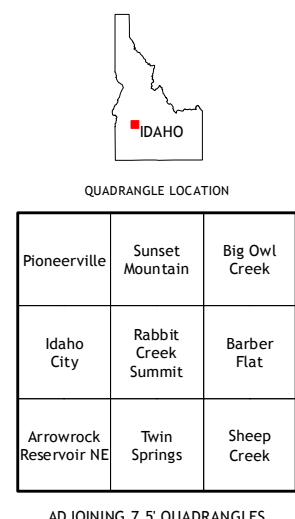 IDAHO
QUADRANGLE LOCATION
Pioneerville
Sunset
Mountain
Big Owl
Creek
Idaho
City
Rabbit
Creek
Summit
Barber
Flat
Arrowrock
Reservoir NE
Twin
Springs
Sheep
Creek
ADJOINING 7.5' QUADRANGLES